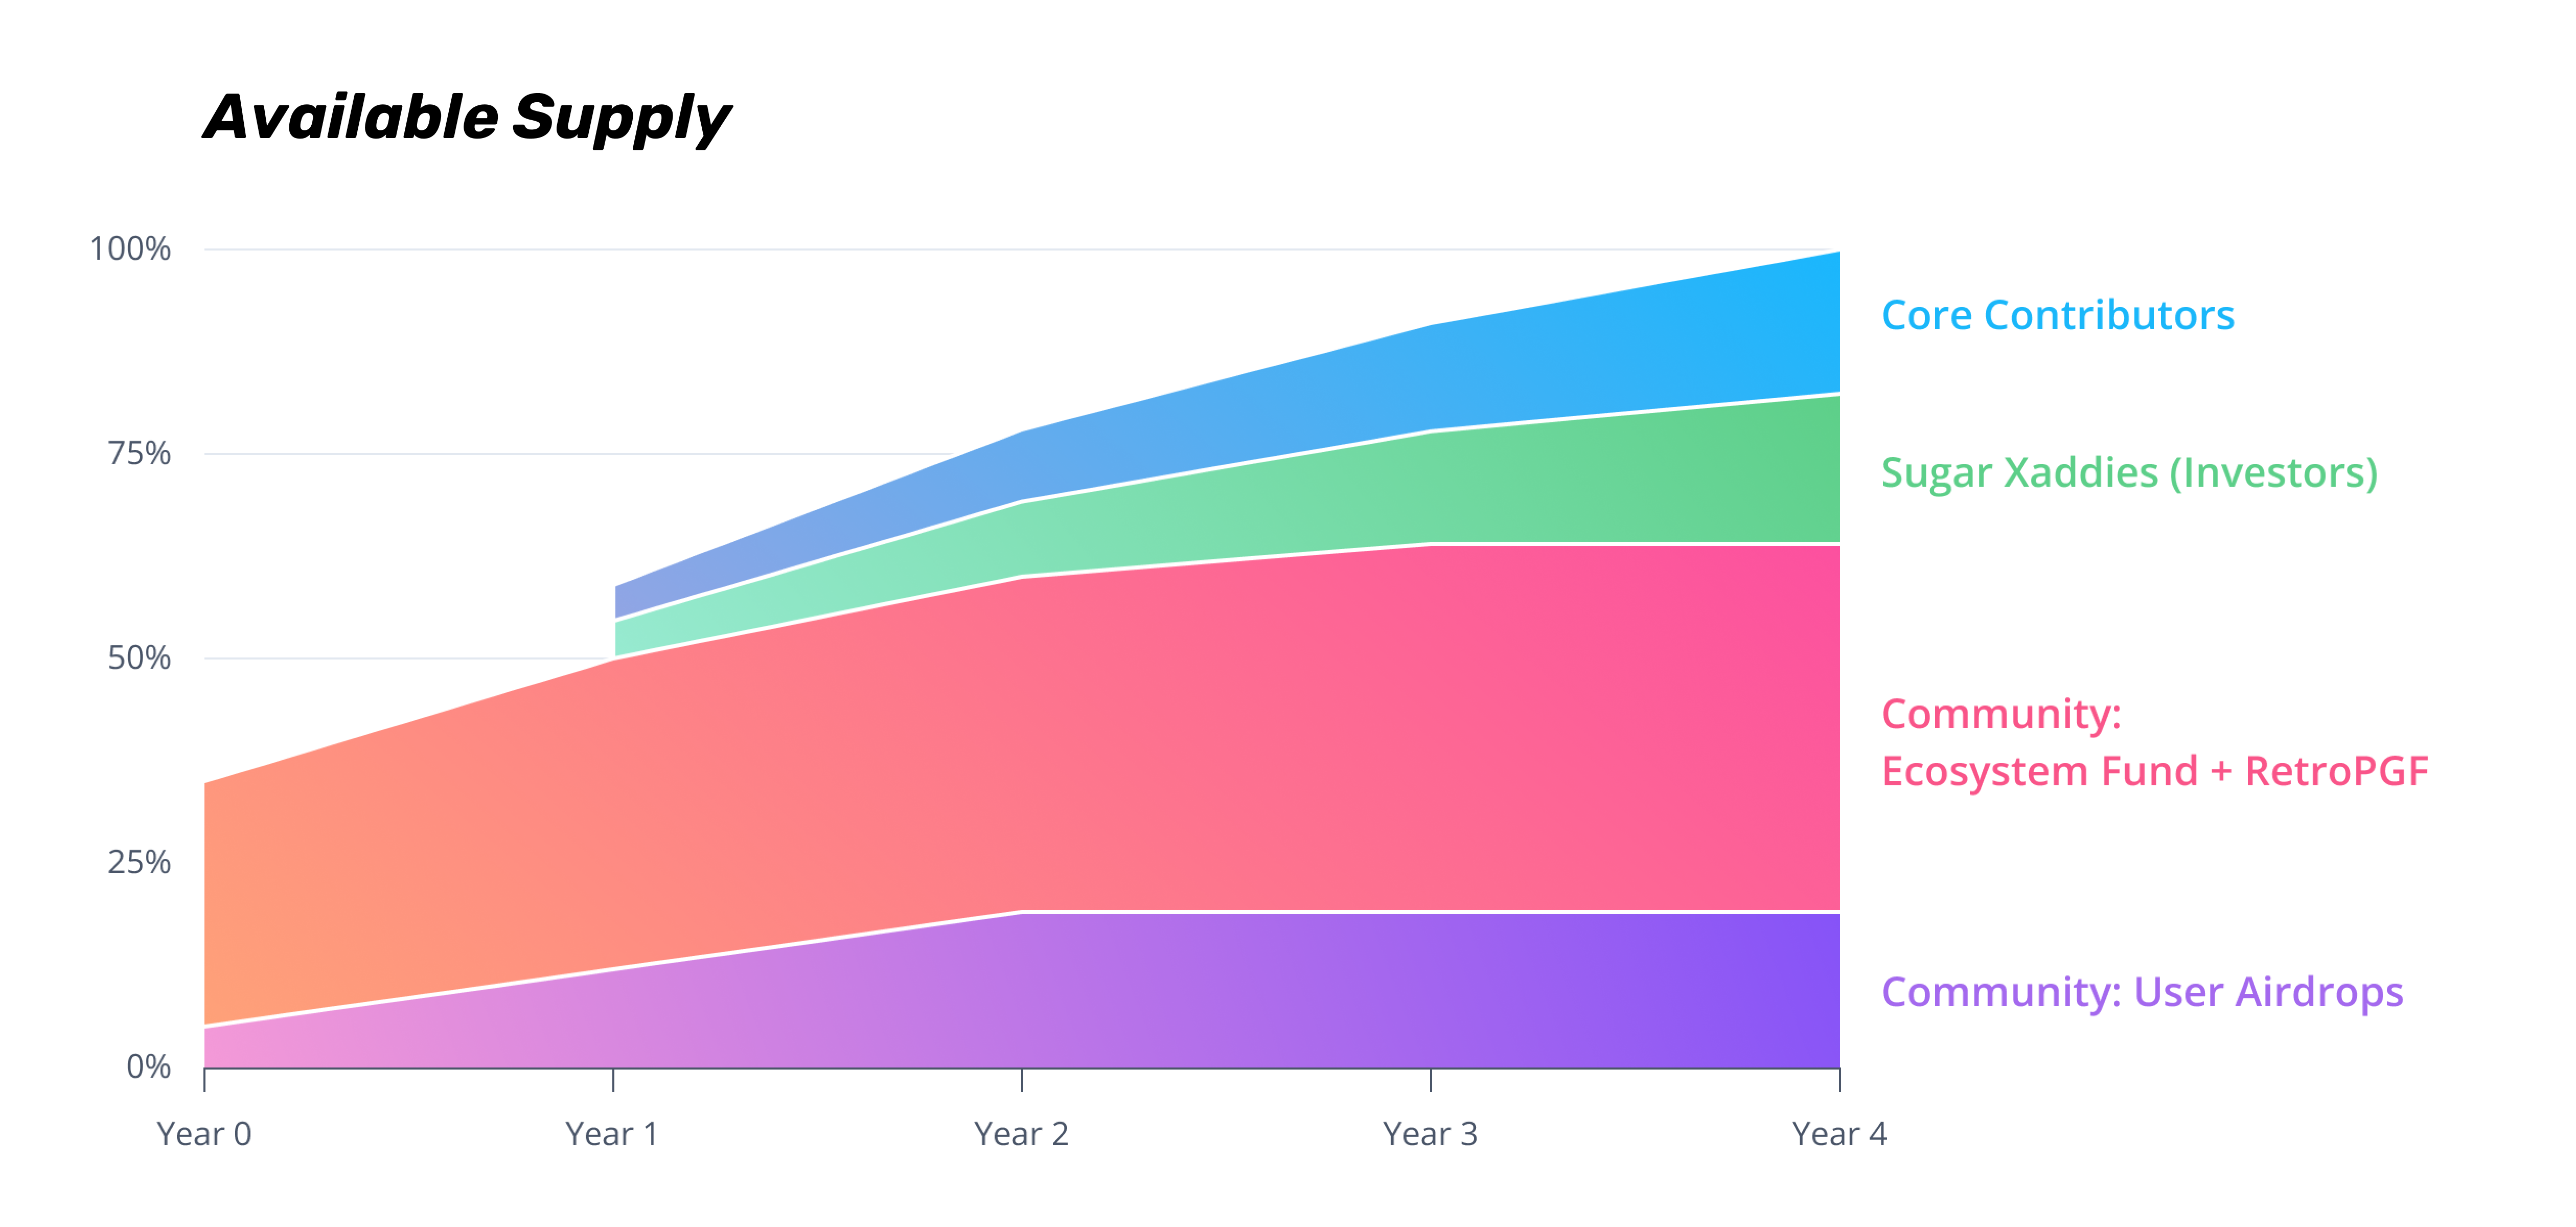 Available Supply
100%
75%
50%
25%
0%
Year 0
Year 1
Year 2
Year 3
Year 4
Core Contributors
Sugar Xaddies (Investors)
Community:
Ecosystem Fund + RetroPGF
Community: User Airdrops